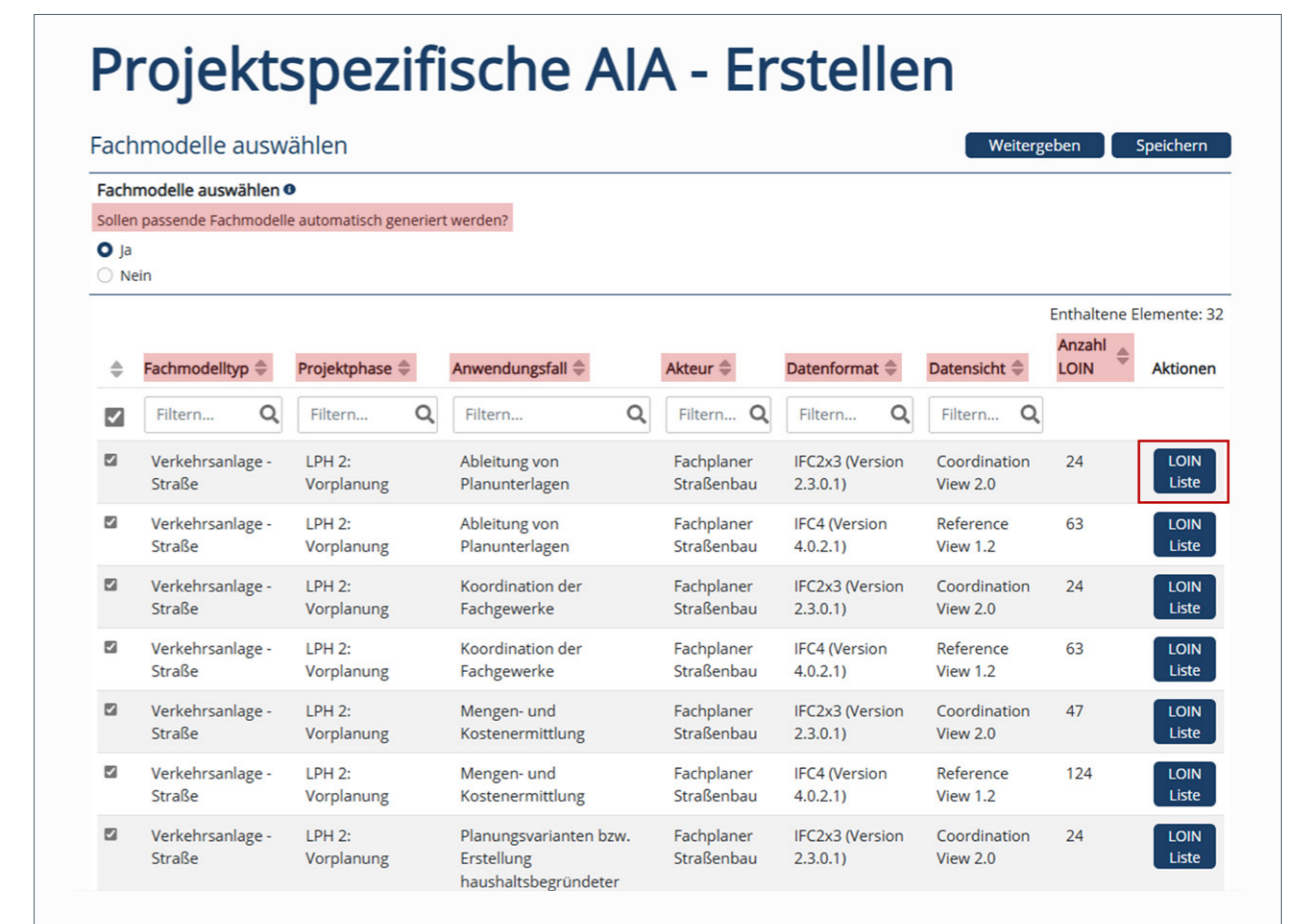 Projektspezifische AIA - Erstellen
Fachmodelle auswählen
Weitergeben
Speichern
Fachmodelle auswählen
Sollen passende Fachmodelle automatisch generiert werden?
Ja
Nein
Enthaltene Elemente: 32
Fachmodelltyp Projektphase Anwendungsfall Akteur Datenformat Datensicht Anzahl LOIN Aktionen
Filtern... Filtern... Filtern... Filtern... Filtern... Filtern...
Verkehrsanlage - LPH 2: Ableitung von Fachplaner IFC2x3 (Version Coordination 24 LOIN
Straße Vorplanung Planunterlagen Straßenbau 2.3.0.1) View 2.0 Liste
Verkehrsanlage - LPH 2: Ableitung von Fachplaner IFC4 (Version Reference 63 LOIN
Straße Vorplanung Planunterlagen Straßenbau 4.0.2.1) View 1.2 Liste
Verkehrsanlage - LPH 2: Koordination der Fachplaner IFC2x3 (Version Coordination 24 LOIN
Straße Vorplanung Fachgewerke Straßenbau 2.3.0.1) View 2.0 Liste
Verkehrsanlage - LPH 2: Koordination der Fachplaner IFC4 (Version Reference 63 LOIN
Straße Vorplanung Fachgewerke Straßenbau 4.0.2.1) View 1.2 Liste
Verkehrsanlage - LPH 2: Mengen- und Fachplaner IFC2x3 (Version Coordination 47 LOIN
Straße Vorplanung Kostenermittlung Straßenbau 2.3.0.1) View 2.0 Liste
Verkehrsanlage - LPH 2: Mengen- und Fachplaner IFC4 (Version Reference 124 LOIN
Straße Vorplanung Kostenermittlung Straßenbau 4.0.2.1) View 1.2 Liste
Verkehrsanlage - LPH 2: Planungsvarianten bzw. Fachplaner IFC2x3 (Version Coordination 24 LOIN
Straße Vorplanung Erstellung Straßenbau 2.3.0.1) View 2.0 Liste
haushaltsbegründeter